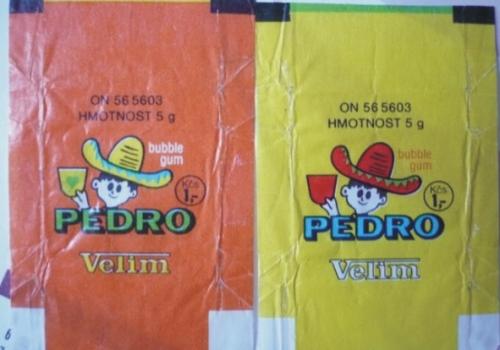 ON 56 5603
HMOTNOST 5 g
bubble
gum
Kčs
1,-
PEDRO
Velim
ON 56 5603
HMOTNOST 5 g
bubble
gum
Kčs
1,-
PEDRO
Velim
6